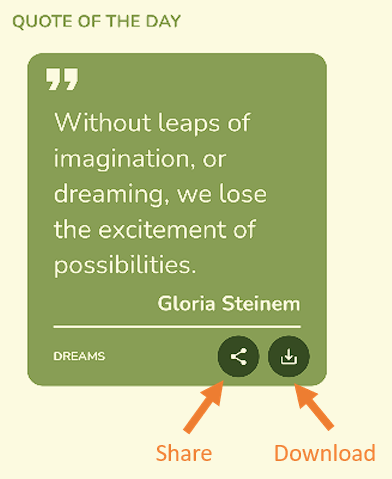 QUOTE OF THE DAY
Without leaps of
imagination, or
dreaming, we lose
the excitement of
possibilities.
Gloria Steinem
DREAMS
Share
Download